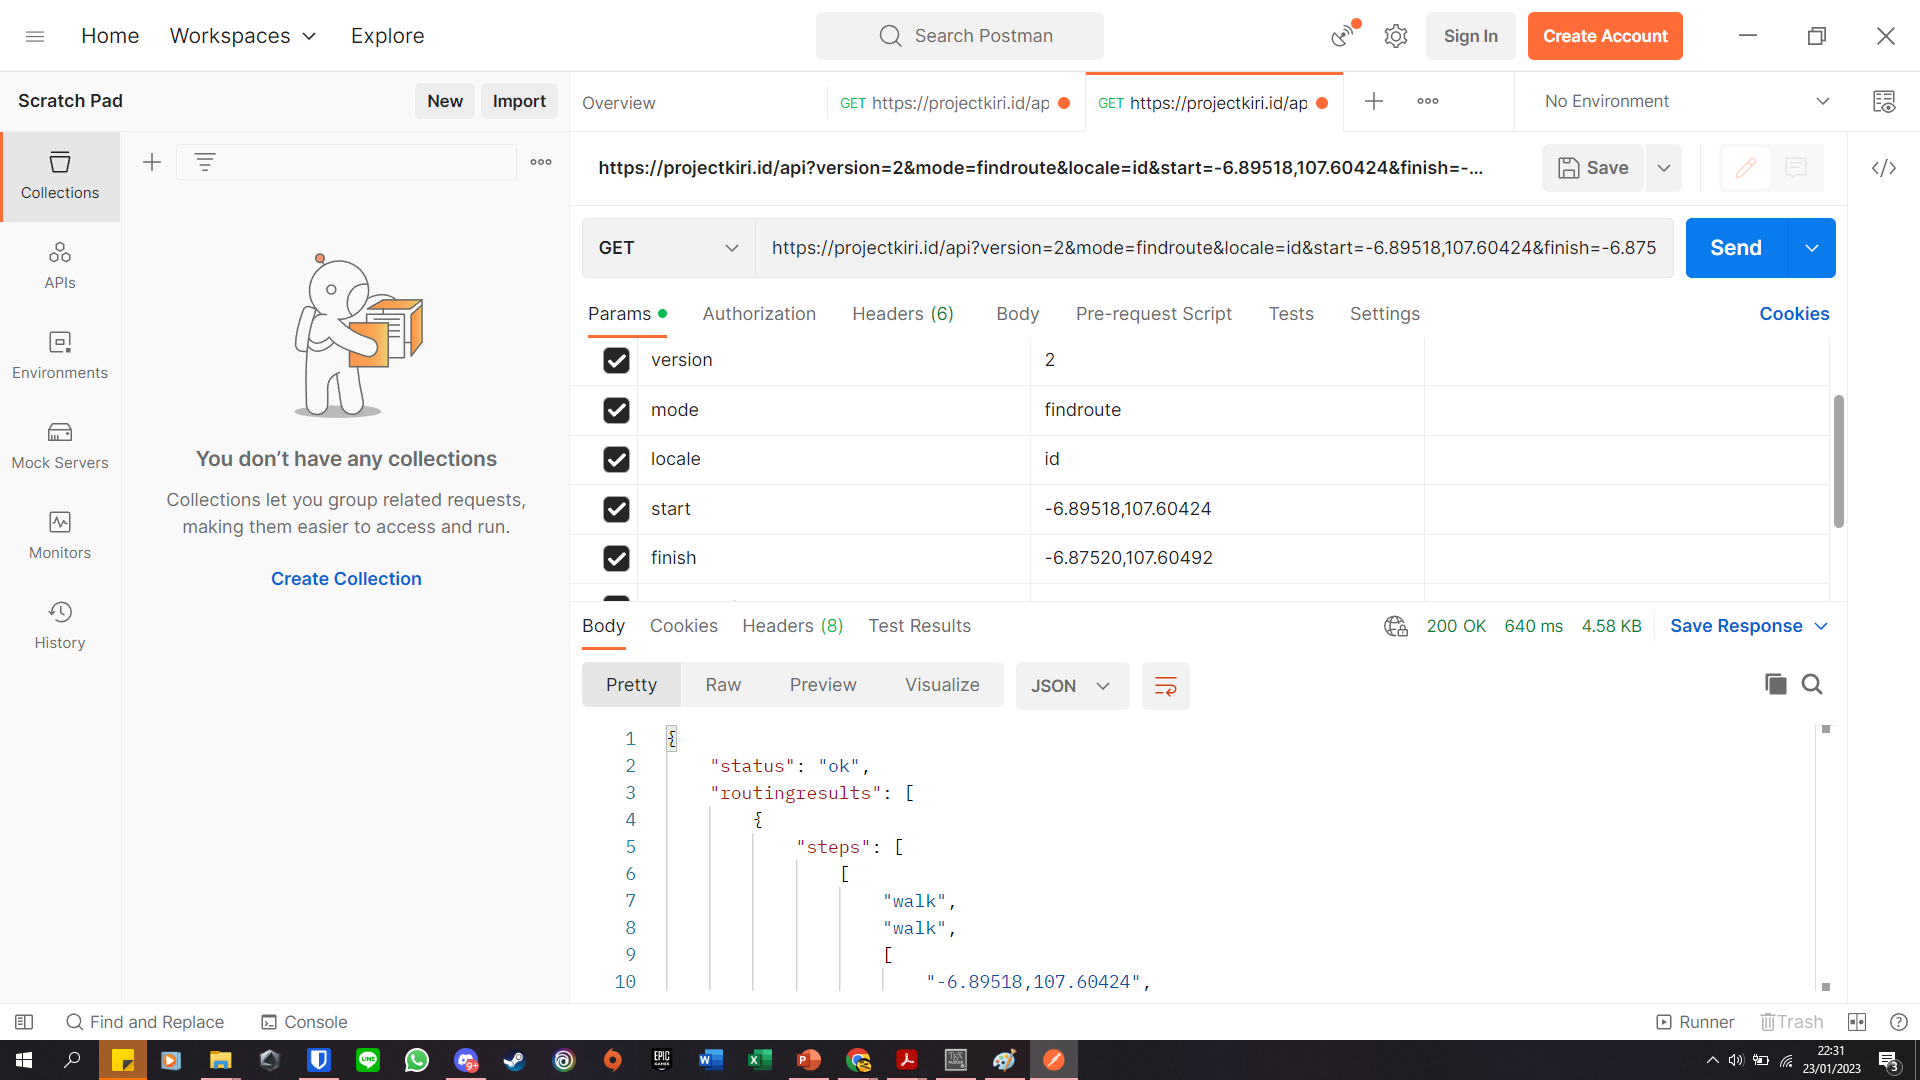 Home
Workspaces
Explore
Search Postman
Sign In
Create Account
Scratch Pad
New
Import
Overview
GET https://projectkiri.id/ap
GET https://projectkiri.id/ap
No Environment
Collections
APIs
Environments
Mock Servers
Monitors
History
You don’t have any collections
Collections let you group related requests,
making them easier to access and run.
Create Collection
https://projectkiri.id/api?version=2&mode=findroute&locale=id&start=-6.89518,107.60424&finish=-...
Save
GET
https://projectkiri.id/api?version=2&mode=findroute&locale=id&start=-6.89518,107.60424&finish=-6.875
Send
Params
Authorization
Headers (6)
Body
Pre-request Script
Tests
Settings
Cookies
version 2
mode findroute
locale id
start -6.89518,107.60424
finish -6.87520,107.60492
Body
Cookies
Headers (8)
Test Results
200 OK
640 ms
4.58 KB
Save Response
Pretty
Raw
Preview
Visualize
JSON
1 {
2 "status": "ok",
3 "routingresults": [
4 {
5 "steps": [
6 [
7 "walk",
8 "walk",
9 [
10 "-6.89518,107.60424",
Find and Replace
Console
Runner
Trash
9+
LINE
EPIC
GAMES
22:31
23/01/2023
3